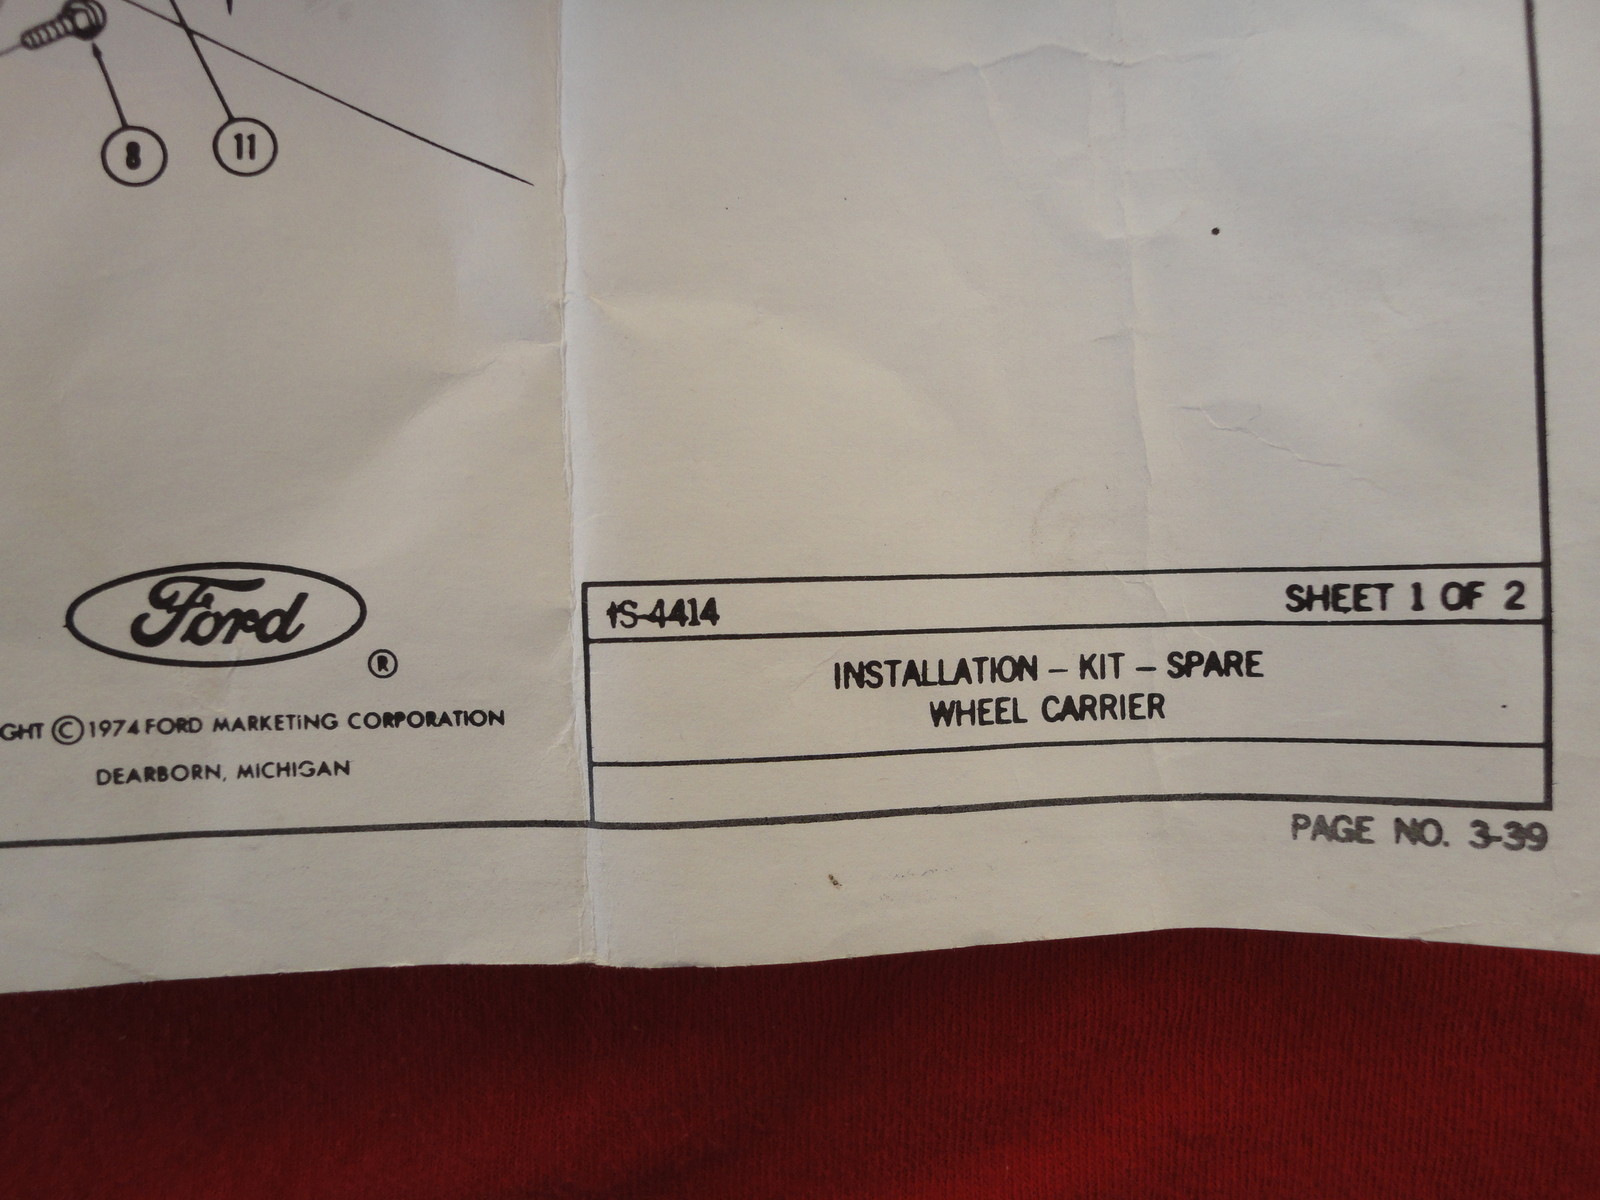 8
11
Ford
®
GHT © 1974 FORD MARKETING CORPORATION
DEARBORN, MICHIGAN
IS-4414
SHEET 1 OF 2
INSTALLATION – KIT – SPARE
WHEEL CARRIER
PAGE NO. 3-39